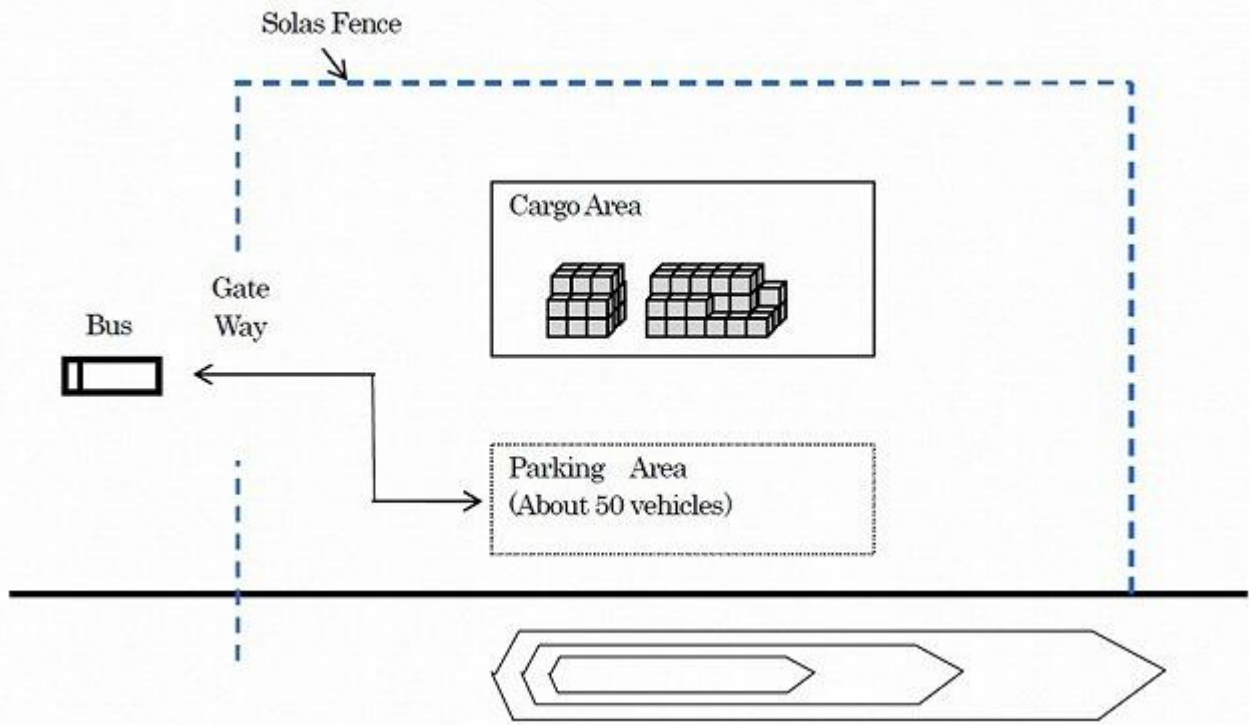 Solas Fence
Cargo Area
Gate
Way
Bus
Parking Area
(About 50 vehicles)